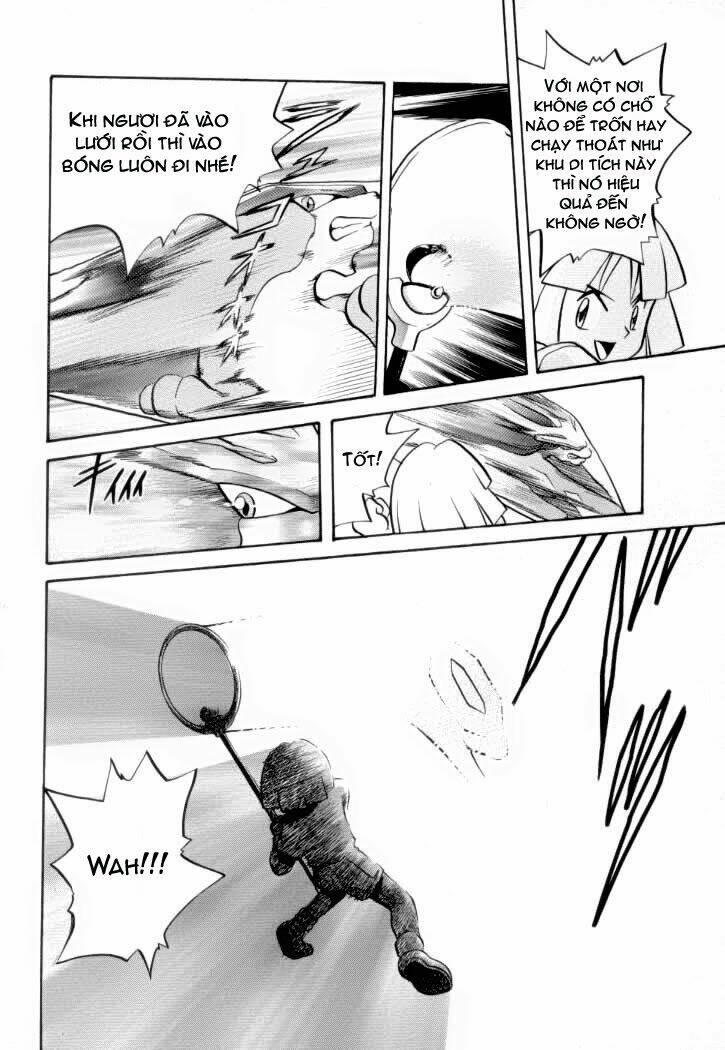 VỚI MỘT NƠI
KHÔNG CÓ CHỖ
NÀO ĐỂ TRỐN HAY
CHẠY THOÁT NHƯ
KHU DI TÍCH NÀY
THÌ NÓ HIỆU
QUẢ ĐẾN
KHÔNG NGỜ!
KHI NGƯƠI ĐÃ VÀO
LƯỚI RỒI THÌ VÀO
BÓNG LUÔN ĐI NHÉ!
TỐT!
WAH!!!